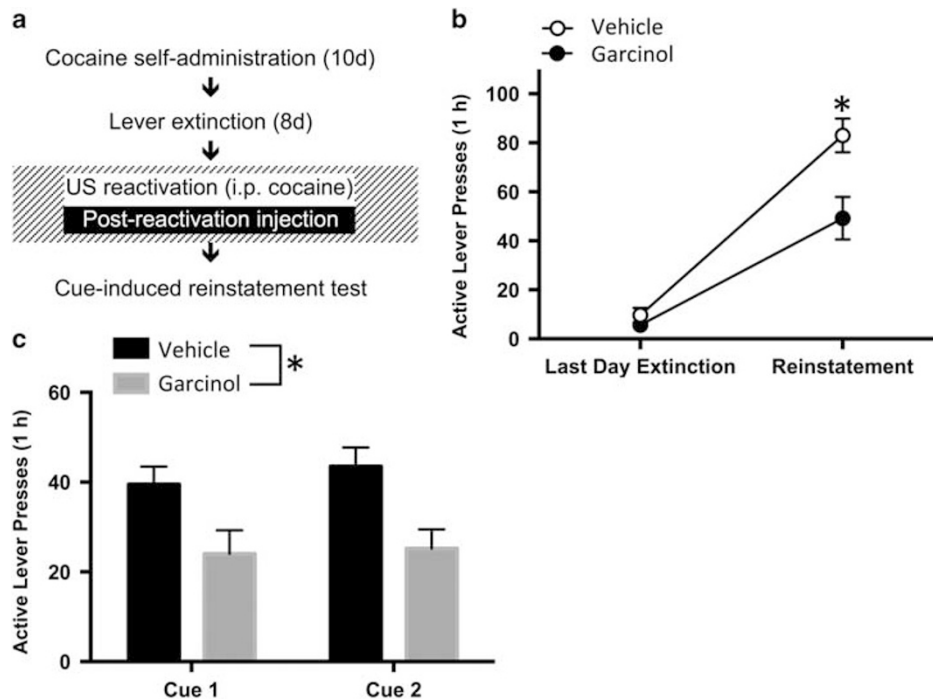 a
Cocaine self-administration (10d)
Lever extinction (8d)
US reactivation (i.p. cocaine)
Post-reactivation injection
Cue-induced reinstatement test
b
Vehicle
Garcinol
Active Lever Presses (1 h)
100
80
60
40
20
0
*
Last Day Extinction
Reinstatement
c
Vehicle
Garcinol
*
Active Lever Presses (1 h)
60
40
20
0
Cue 1
Cue 2